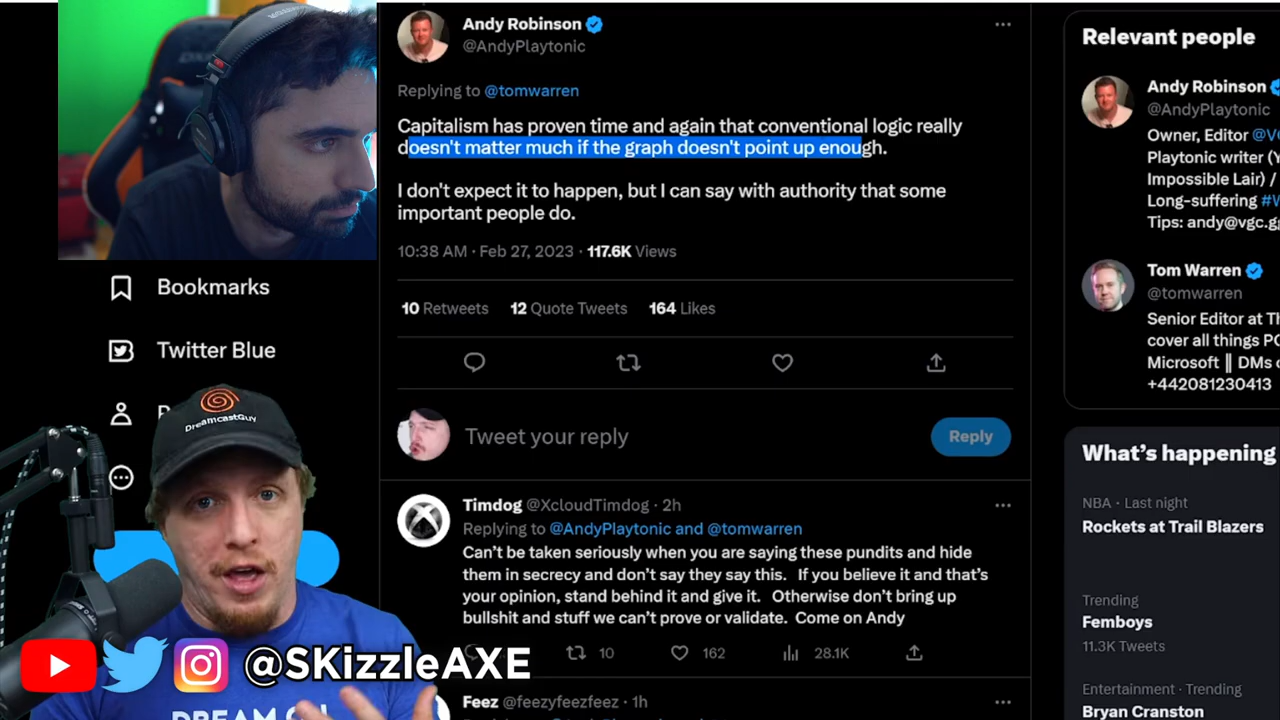 Andy Robinson
@AndyPlaytonic
Replying to @tomwarren
Capitalism has proven time and again that conventional logic really
doesn't matter much if the graph doesn't point up enough.
I don't expect it to happen, but I can say with authority that some
important people do.
10:38 AM · Feb 27, 2023 · 117.6K Views
10 Retweets 12 Quote Tweets 164 Likes
Tweet your reply
Reply
Timdog @XcloudTimdog · 2h
Replying to @AndyPlaytonic and @tomwarren
Can't be taken seriously when you are saying these pundits and hide
them in secrecy and don't say they say this. If you believe it and that's
your opinion, stand behind it and give it. Otherwise don't bring up
bullshit and stuff we can't prove or validate. Come on Andy
10 162 28.1K
Feez @feezyfeezfeez · 1h
Bookmarks
Twitter Blue
DreamcastGuy
@SKizzleAXE
DREAM ON
Relevant people
Andy Robinson
@AndyPlaytonic
Owner, Editor
Playtonic writer
Impossible Lair) /
Long-suffering
Tips: andy@vgc.g
Tom Warren
@tomwarren
Senior Editor at
cover all things
Microsoft || DMs
+442081230413
What's happening
NBA · Last night
Rockets at Trail Blazers
Trending
Femboys
11.3K Tweets
Entertainment · Trending
Bryan Cranston